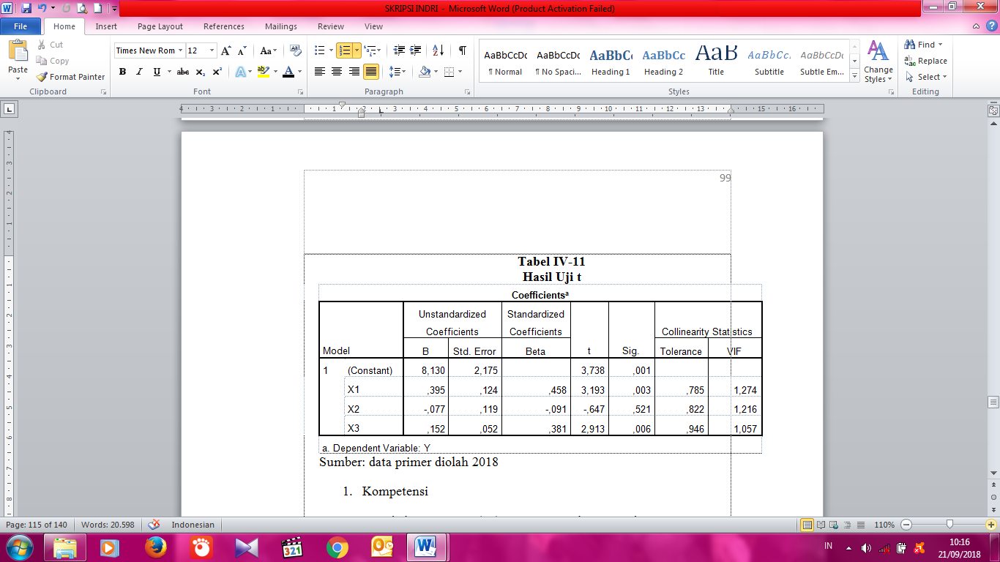 SKRIPSI INDRI - Microsoft Word (Product Activation Failed)
File Home Insert Page Layout References Mailings Review View
Paste
Cut
Copy
Format Painter
Clipboard
Times New Rom 12
Font
Paragraph
AaBbCcDc AaBbCcDc AaBbC AaBbCc AaB AaBbCc. AaBbCcDc
¶ Normal ¶ No Spaci... Heading 1 Heading 2 Title Subtitle Subtle Em...
Change Styles
Styles
Find
Replace
Select
Editing
99
Tabel IV-11
Hasil Uji t
Coefficientsa
Model Unstandardized Coefficients Standardized Coefficients t Sig. Collinearity Statistics
B Std. Error Beta Tolerance VIF
1 (Constant) 8,130 2,175 3,738 ,001
X1 ,395 ,124 ,458 3,193 ,003 ,785 1,274
X2 -,077 ,119 -,091 -,647 ,521 ,822 1,216
X3 ,152 ,052 ,381 2,913 ,006 ,946 1,057
a. Dependent Variable: Y
Sumber: data primer diolah 2018
1. Kompetensi
Page: 115 of 140 Words: 20.598 Indonesian 110%
IN 10:16
21/09/2018